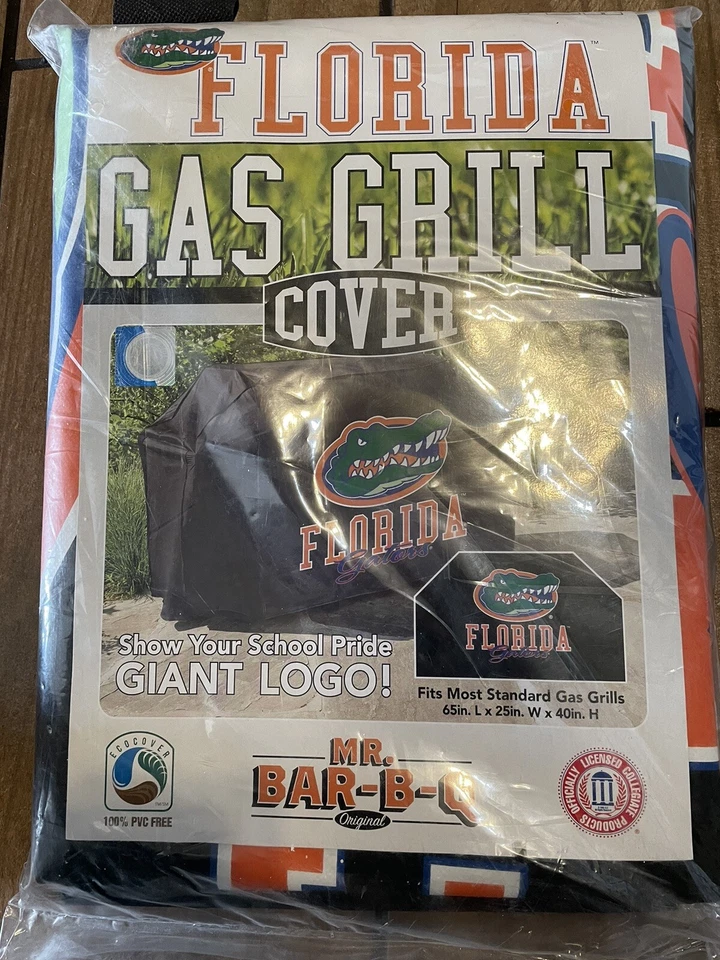 FLORIDA™
GAS GRILL
COVER
FLORIDA
Gators
FLORIDA
Gators
Show Your School Pride
GIANT LOGO!
Fits Most Standard Gas Grills
65in. L x 25in. W x 40in. H
ECOCOVER
100% PVC FREE
MR.
BAR-B-Q
Original
OFFICIALLY LICENSED COLLEGIATE PRODUCTS